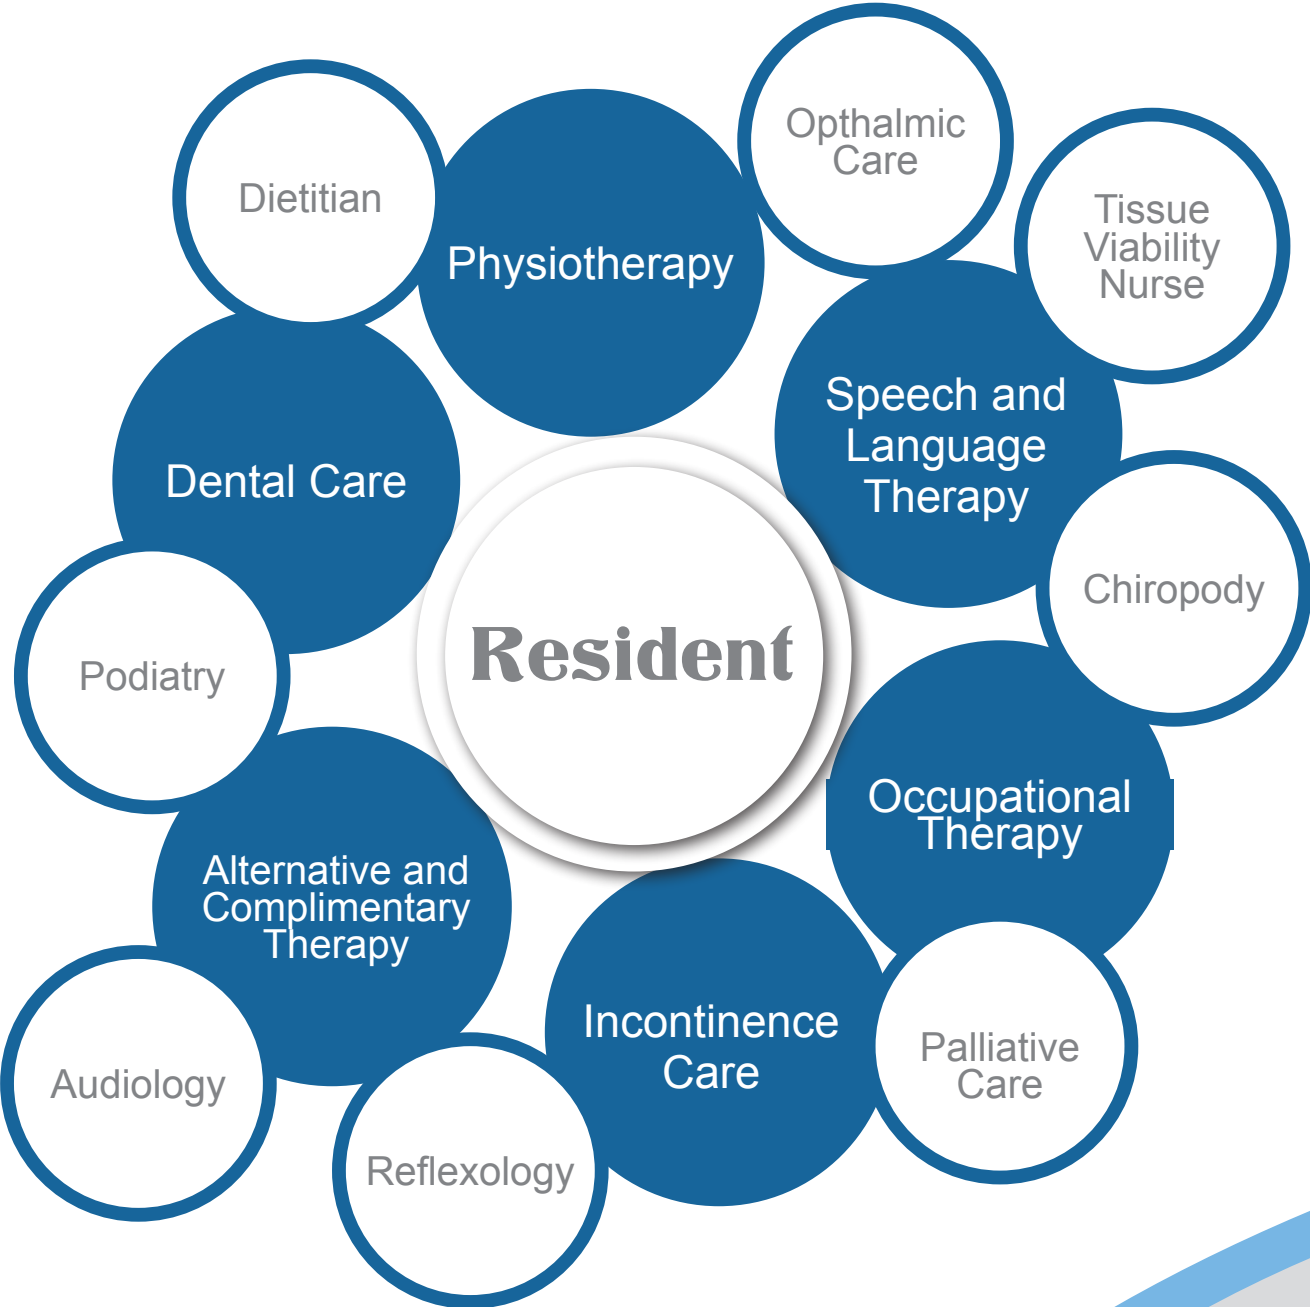 Opthalmic
Care
Dietitian
Tissue
Viability
Nurse
Physiotherapy
Speech and
Language
Therapy
Dental Care
Chiropody
Resident
Podiatry
Occupational
Therapy
Alternative and
Complimentary
Therapy
Incontinence
Care
Palliative
Care
Audiology
Reflexology